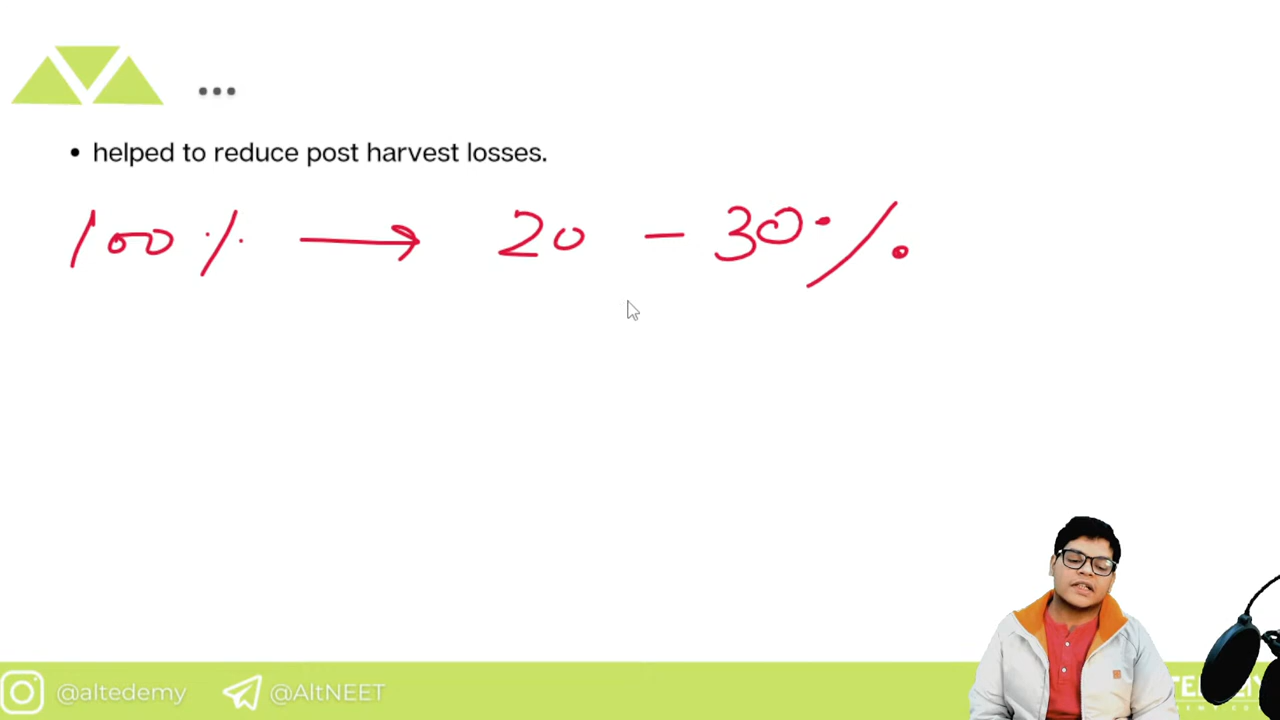 ...
• helped to reduce post harvest losses.
100 % → 20 - 30 %
@altedemy @AltNEET